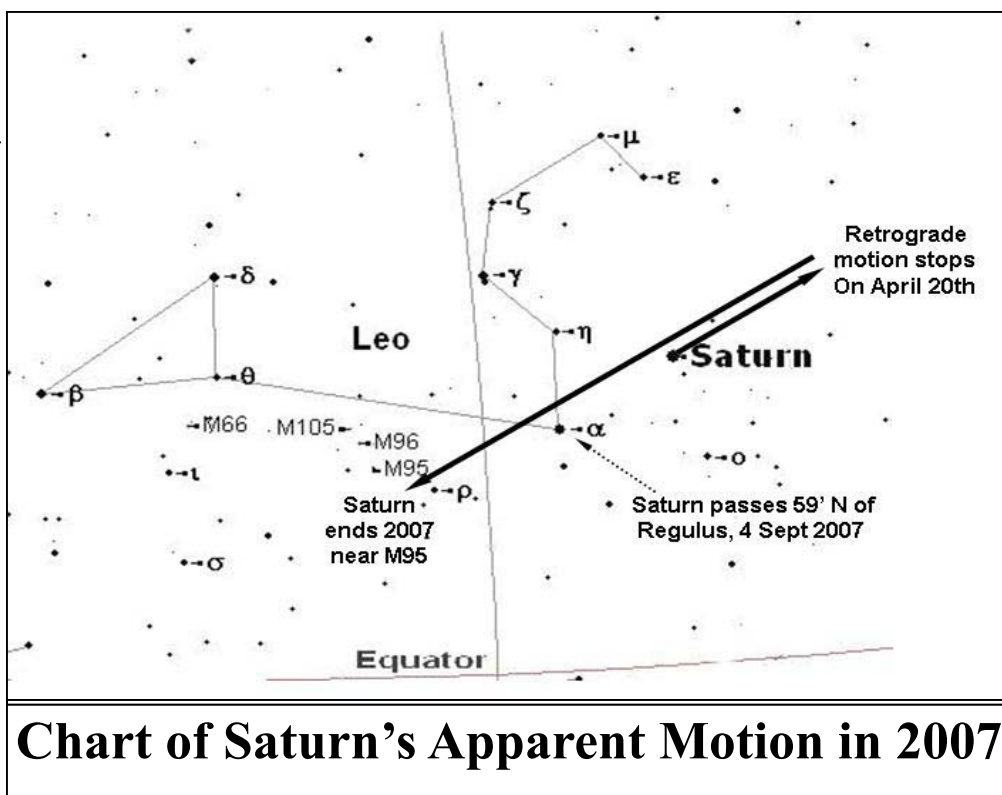 μ
ε
ζ
Retrograde
motion stops
On April 20th
δ
γ
Leo
η
Saturn
β
θ
M66
M105
α
M96
M95
ο
ι
ρ
Saturn
ends 2007
near M95
Saturn passes 59' N of
Regulus, 4 Sept 2007
σ
Equator
Chart of Saturn’s Apparent Motion in 2007